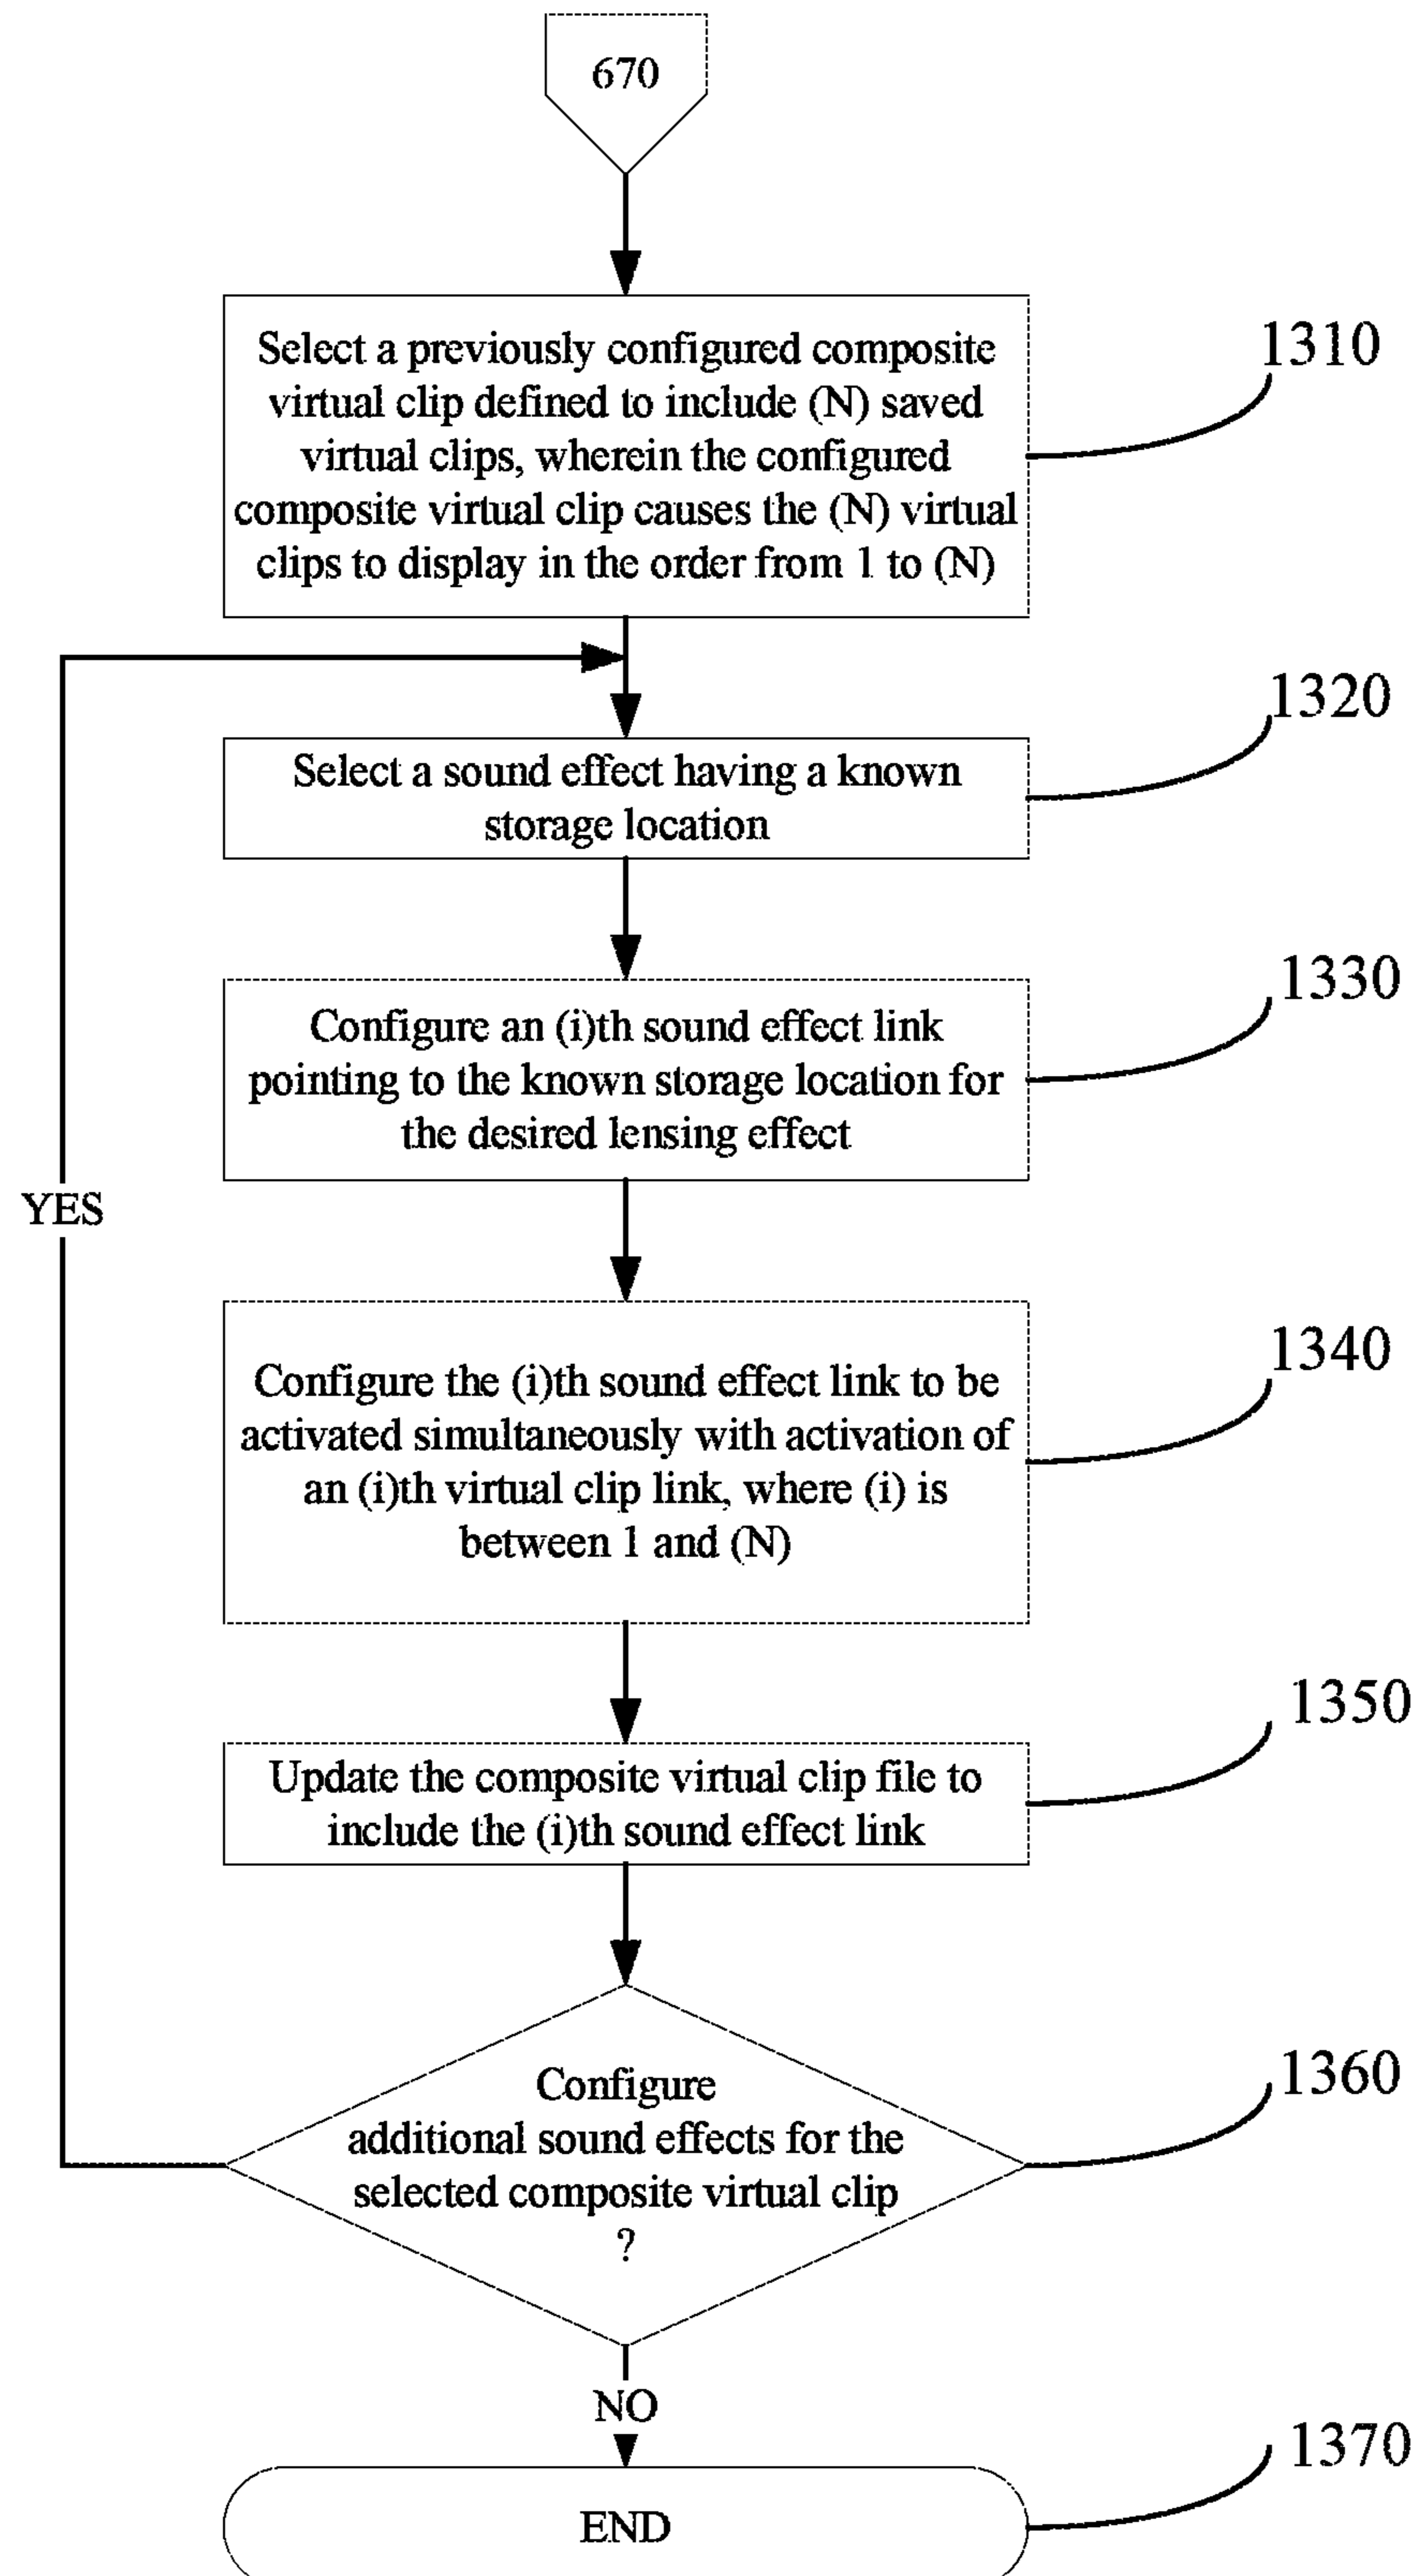 670
Select a previously configured composite
virtual clip defined to include (N) saved
virtual clips, wherein the configured
composite virtual clip causes the (N) virtual
clips to display in the order from 1 to (N)
1310
Select a sound effect having a known
storage location
1320
Configure an (i)th sound effect link
pointing to the known storage location for
the desired lensing effect
1330
YES
Configure the (i)th sound effect link to be
activated simultaneously with activation of
an (i)th virtual clip link, where (i) is
between 1 and (N)
1340
Update the composite virtual clip file to
include the (i)th sound effect link
1350
Configure
additional sound effects for the
selected composite virtual clip
?
1360
NO
END
1370